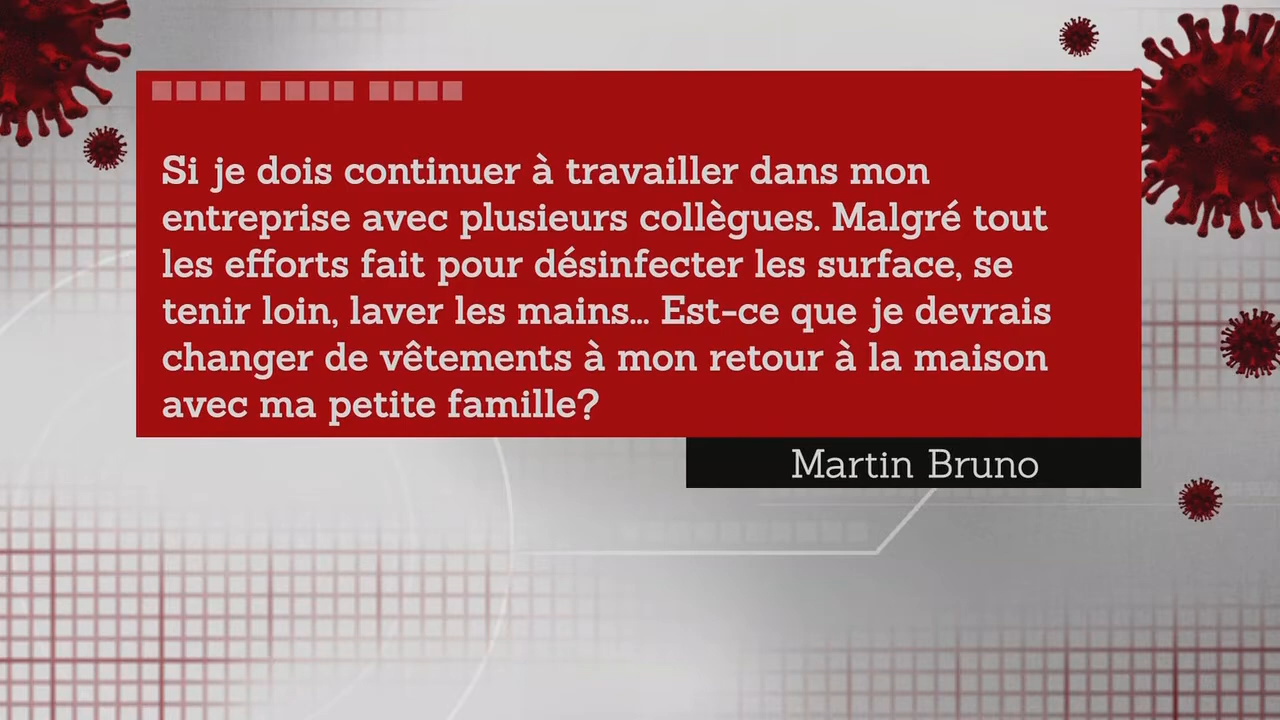 Si je dois continuer à travailler dans mon
entreprise avec plusieurs collègues. Malgré tout
les efforts fait pour désinfecter les surface, se
tenir loin, laver les mains... Est-ce que je devrais
changer de vêtements à mon retour à la maison
avec ma petite famille?
Martin Bruno